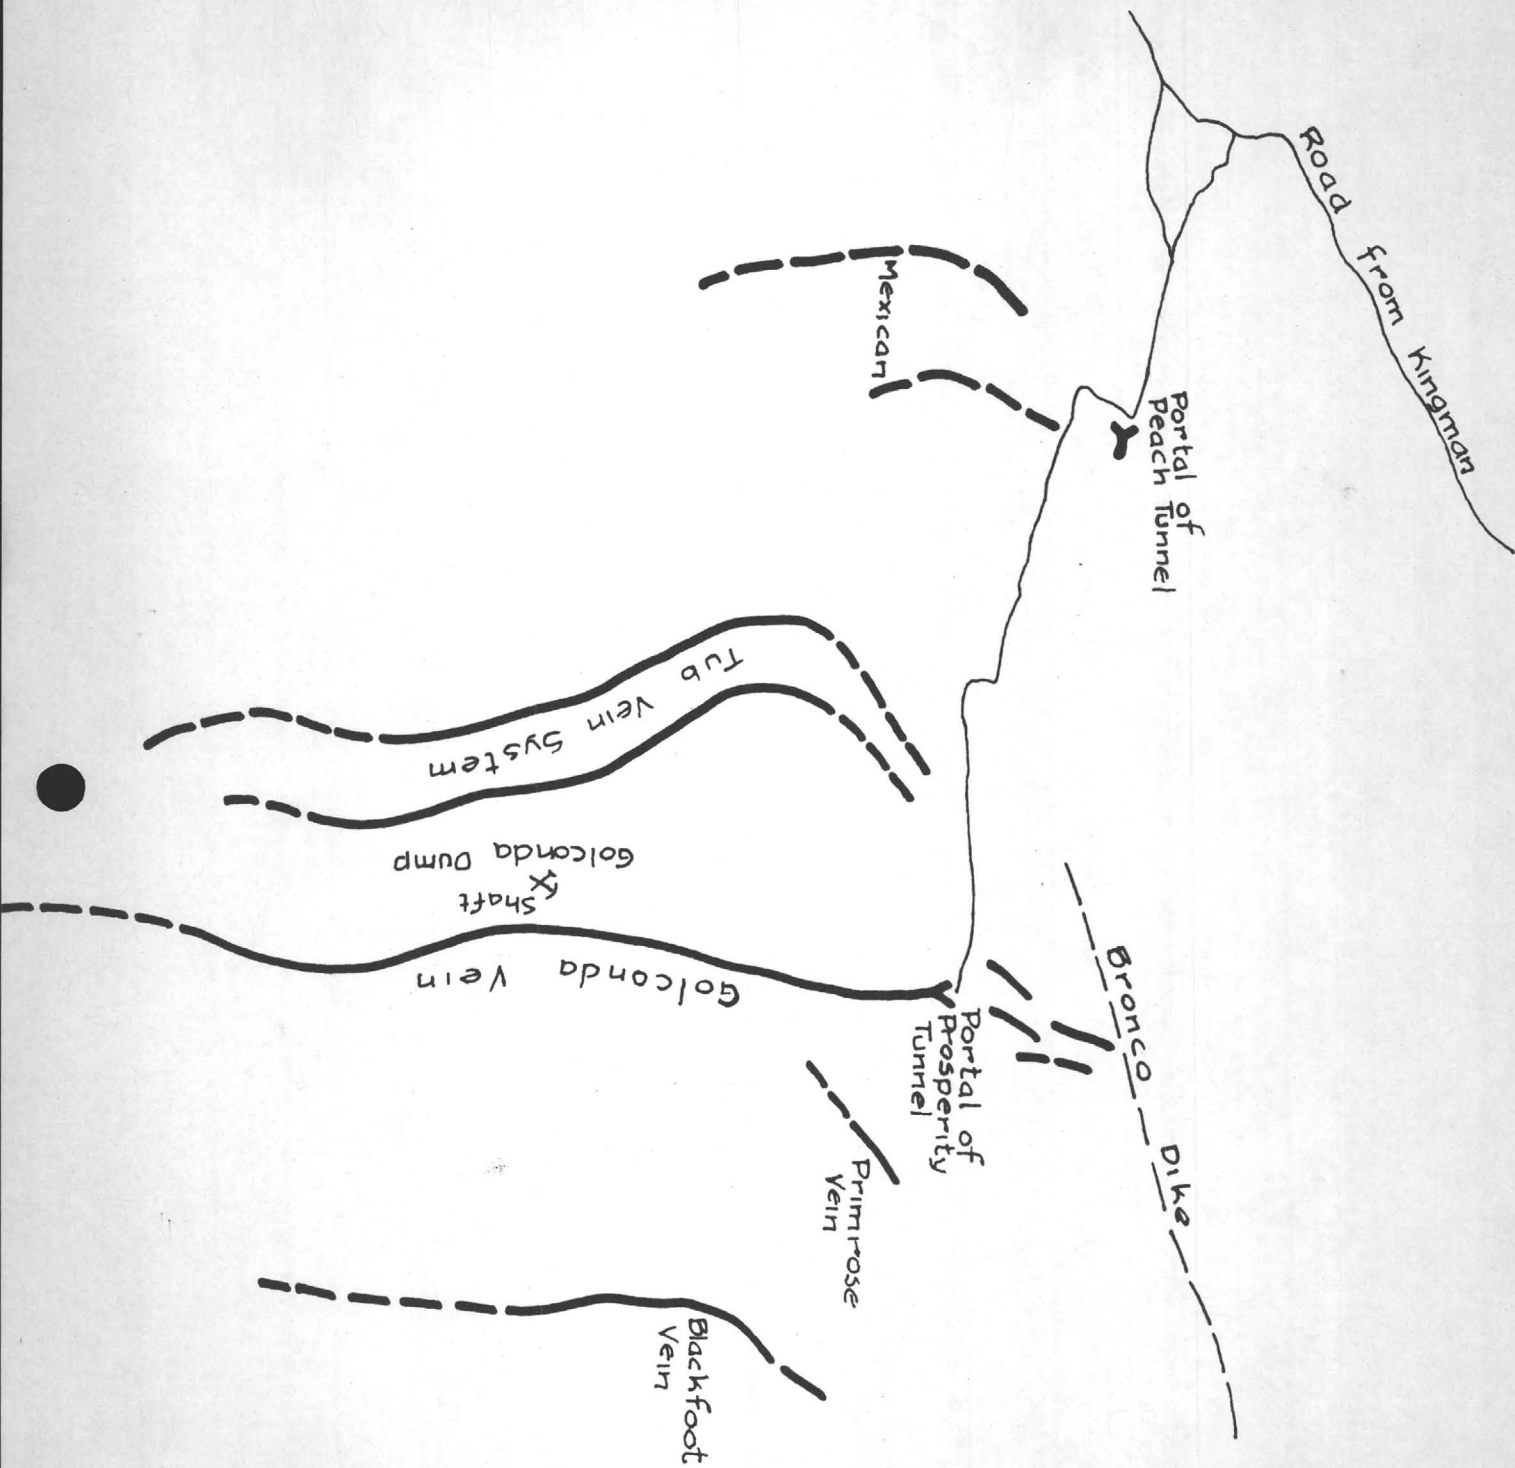 Road from Kingman
Portal of
Peach Tunnel
Mexican
Tub Vein System
Golconda Dump
Shaft
Golconda Vein
Portal of
Prosperity
Tunnel
Bronco Dike
Primrose
Vein
Blackfoot
Vein